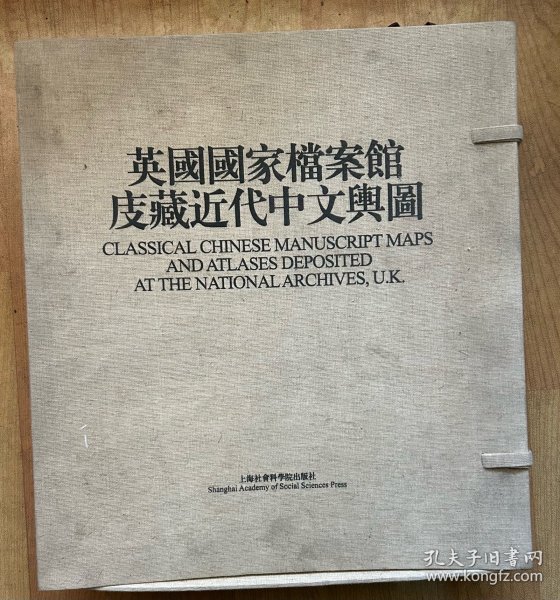 英國國家檔案館
庋藏近代中文輿圖
CLASSICAL CHINESE MANUSCRIPT MAPS
AND ATLASES DEPOSITED
AT THE NATIONAL ARCHIVES, U.K.
上海社會科學院出版社
Shanghai Academy of Social Sciences Press
孔夫子旧书网
www.kongfz.com